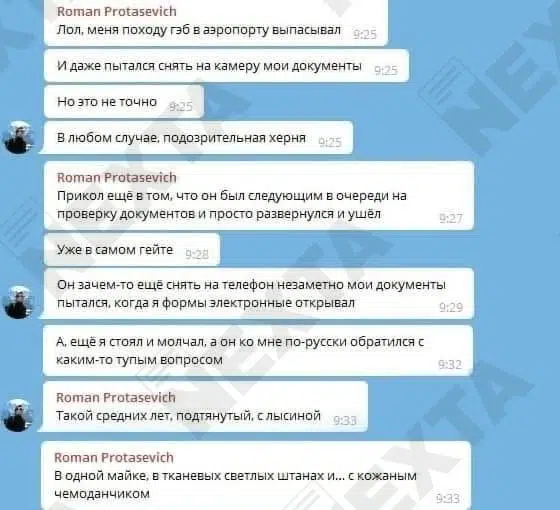 Roman Protasevich
Лол, меня походу гэб в аэропорту выпасывал 9:25
И даже пытался снять на камеру мои документы 9:25
Но это не точно 9:25
В любом случае, подозрительная херня 9:25
Roman Protasevich
Прикол ещё в том, что он был следующим в очереди на
проверку документов и просто развернулся и ушёл 9:27
Уже в самом гейте 9:28
Он зачем-то ещё снять на телефон незаметно мои документы
пытался, когда я формы электронные открывал 9:29
А, ещё я стоял и молчал, а он ко мне по-русски обратился с
каким-то тупым вопросом 9:32
Roman Protasevich
Такой средних лет, подтянутый, с лысиной 9:33
Roman Protasevich
В одной майке, в тканевых светлых штанах и... с кожаным
чемоданчиком 9:33
NEXTA
NEXTA
NEXTA
NEXTA